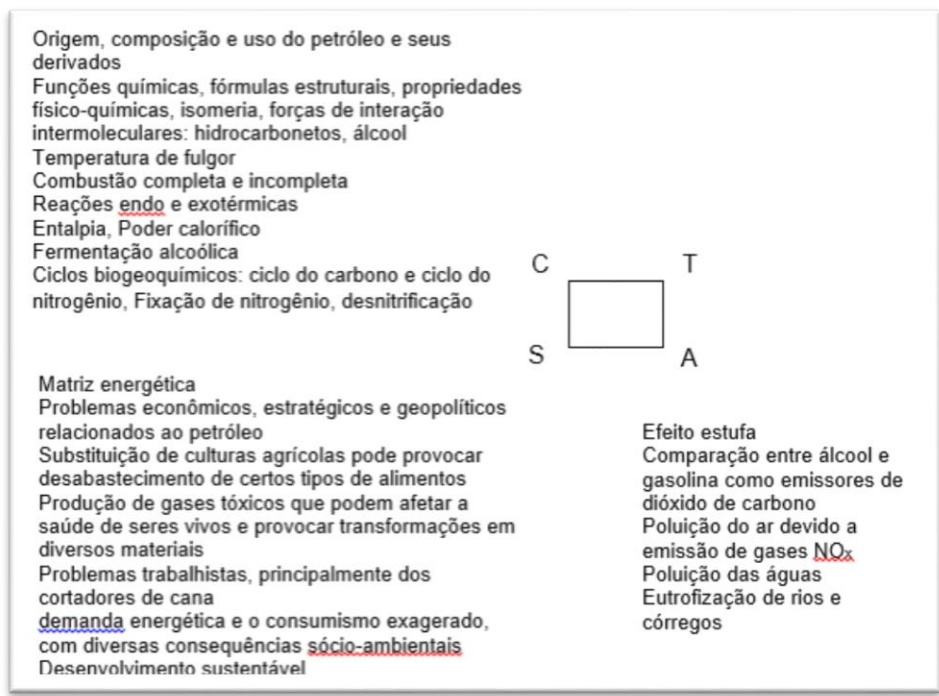 Origem, composição e uso do petróleo e seus
derivados
Funções químicas, fórmulas estruturais, propriedades
físico-químicas, isomeria, forças de interação
intermoleculares: hidrocarbonetos, álcool
Temperatura de fulgor
Combustão completa e incompleta
Reações endo e exotérmicas
Entalpia, Poder calorífico
Fermentação alcoólica
Ciclos biogeoquímicos: ciclo do carbono e ciclo do
nitrogênio, Fixação de nitrogênio, desnitrificação
C T
S A
Matriz energética
Problemas econômicos, estratégicos e geopolíticos
relacionados ao petróleo
Substituição de culturas agrícolas pode provocar
desabastecimento de certos tipos de alimentos
Produção de gases tóxicos que podem afetar a
saúde de seres vivos e provocar transformações em
diversos materiais
Problemas trabalhistas, principalmente dos
cortadores de cana
demanda energética e o consumismo exagerado,
com diversas consequências sócio-ambientais
Desenvolvimento sustentável
Efeito estufa
Comparação entre álcool e
gasolina como emissores de
dióxido de carbono
Poluição do ar devido a
emissão de gases NOx
Poluição das águas
Eutrofização de rios e
córregos